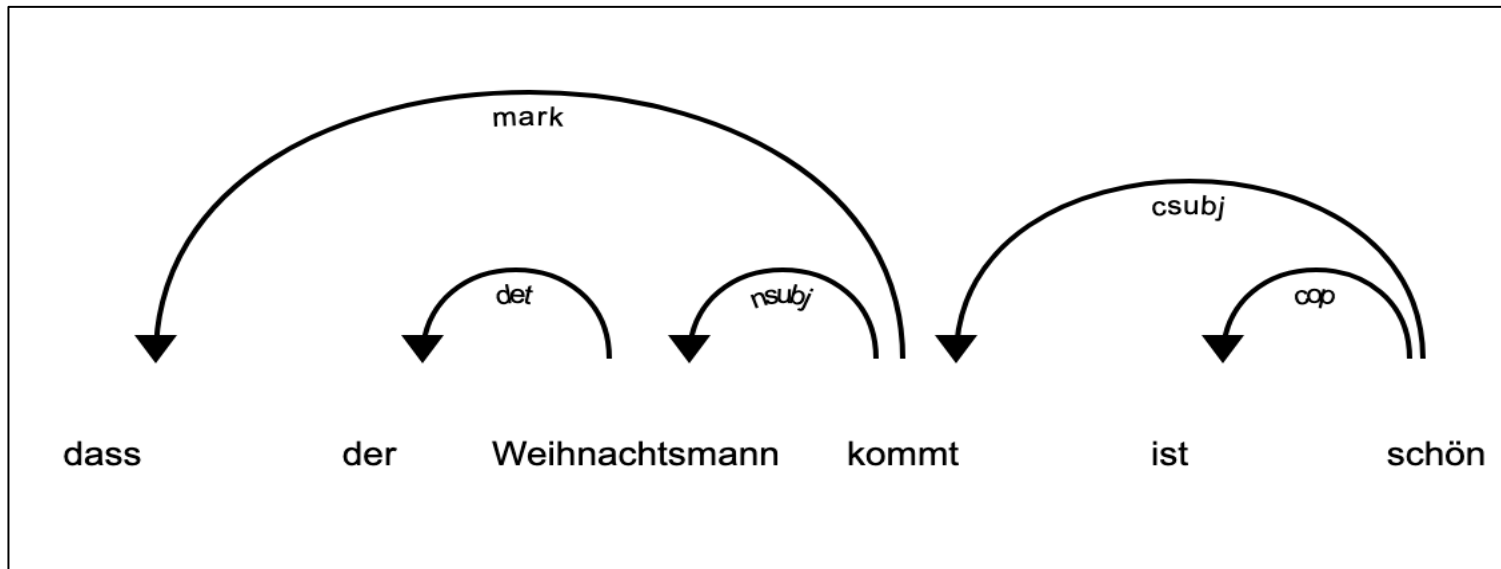 mark
csubj
det nsubj cop
dass der Weihnachtsmann kommt ist schön